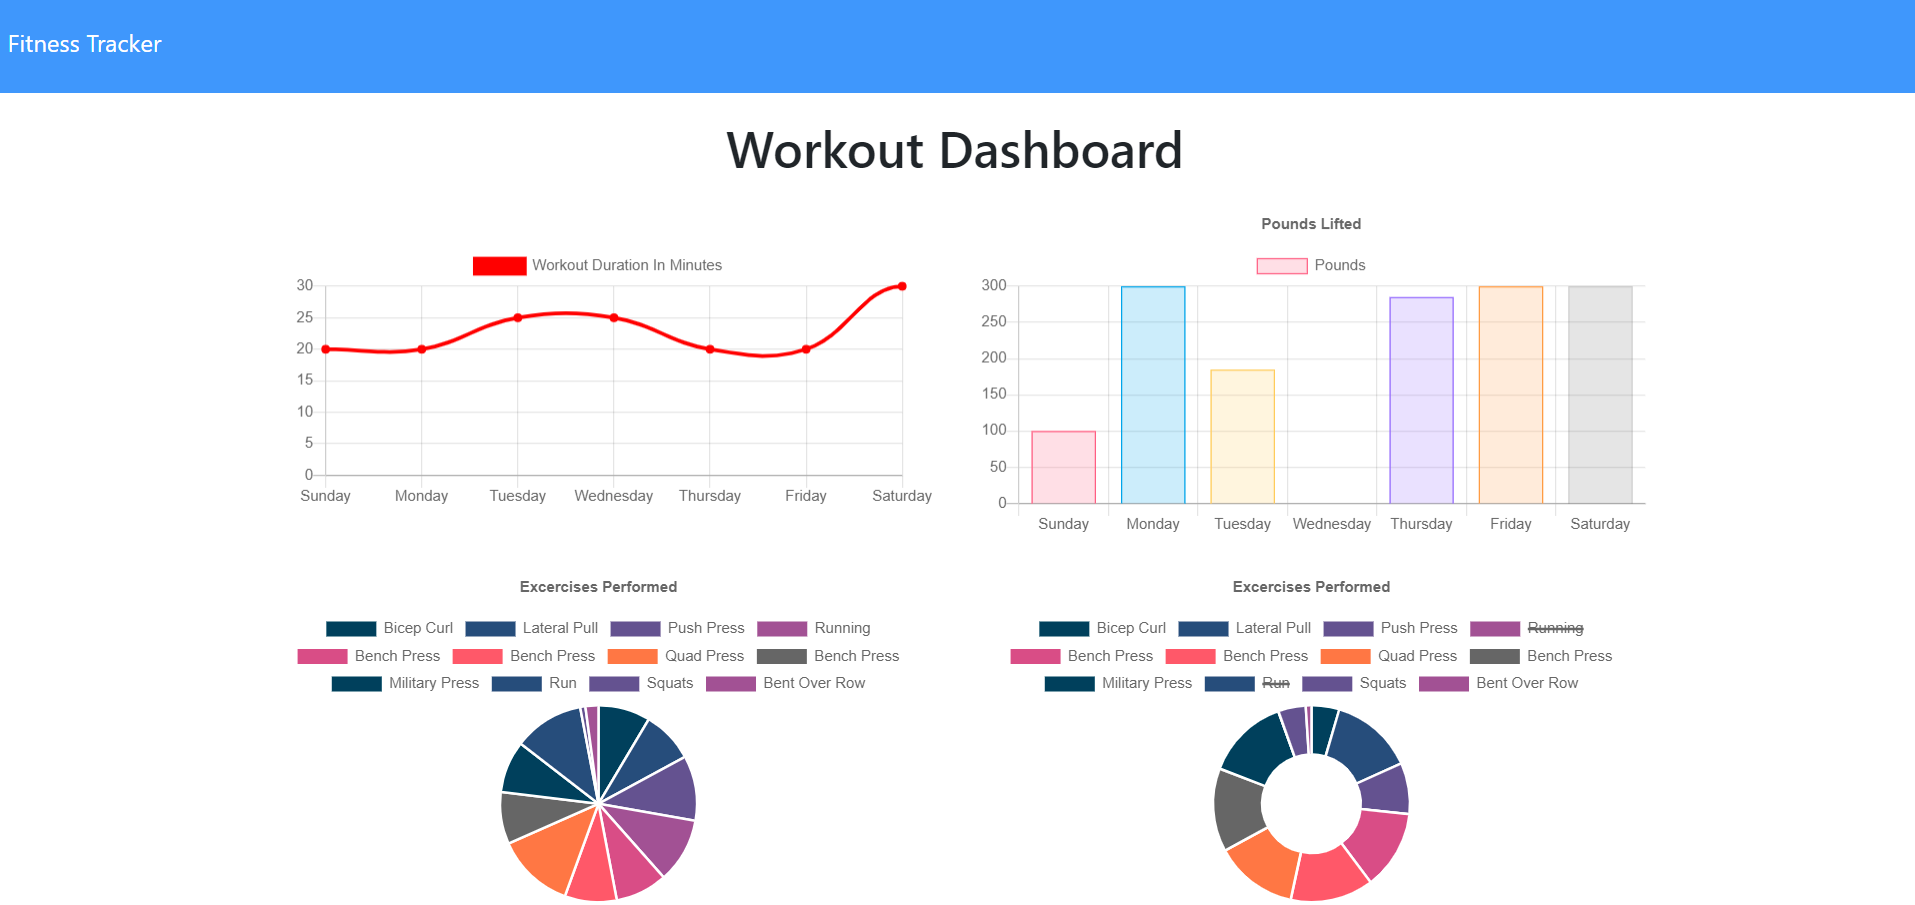 Fitness Tracker
Workout Dashboard
Workout Duration In Minutes
30
25
20
15
10
5
0
Sunday Monday Tuesday Wednesday Thursday Friday Saturday
Pounds Lifted
Pounds
300
250
200
150
100
50
0
Sunday Monday Tuesday Wednesday Thursday Friday Saturday
Excercises Performed
Bicep Curl Lateral Pull Push Press Running
Bench Press Bench Press Quad Press Bench Press
Military Press Run Squats Bent Over Row
Excercises Performed
Bicep Curl Lateral Pull Push Press Running
Bench Press Bench Press Quad Press Bench Press
Military Press Run Squats Bent Over Row